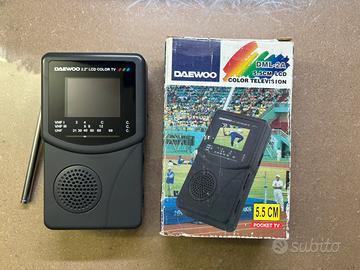 DAEWOO 2.2" LCD COLOR TV
VHF L
VHF H
UHF
DAEWOO
DML-2A
5.5CM LCD
COLOR TELEVISION
5.5 CM
POCKET TV
subito